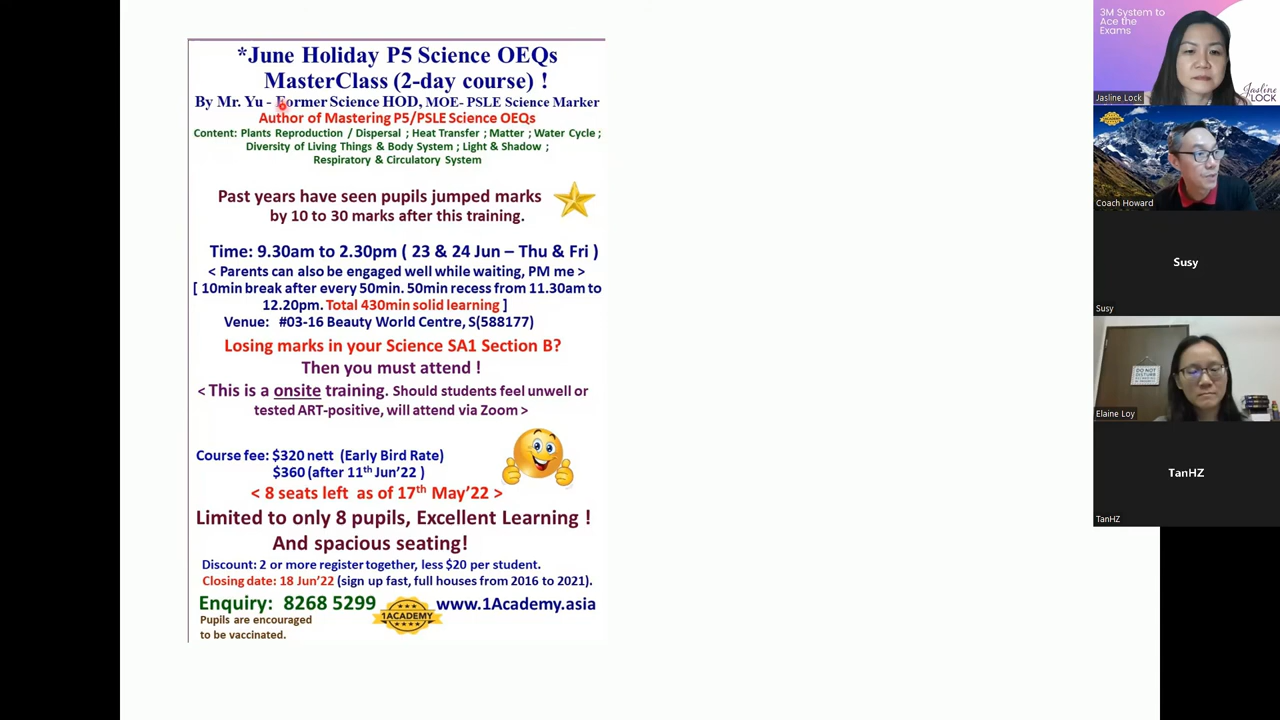 *June Holiday P5 Science OEQs
MasterClass (2-day course) !
By Mr. Yu - Former Science HOD, MOE- PSLE Science Marker
Author of Mastering P5/PSLE Science OEQs
Content: Plants Reproduction / Dispersal ; Heat Transfer ; Matter ; Water Cycle ;
Diversity of Living Things & Body System ; Light & Shadow ;
Respiratory & Circulatory System
Past years have seen pupils jumped marks
by 10 to 30 marks after this training.
Time: 9.30am to 2.30pm ( 23 & 24 Jun – Thu & Fri )
< Parents can also be engaged well while waiting, PM me >
[ 10min break after every 50min. 50min recess from 11.30am to
12.20pm. Total 430min solid learning ]
Venue: #03-16 Beauty World Centre, S(588177)
Losing marks in your Science SA1 Section B?
Then you must attend !
< This is a onsite training. Should students feel unwell or
tested ART-positive, will attend via Zoom >
Course fee: $320 nett (Early Bird Rate)
$360 (after 11th Jun'22 )
< 8 seats left as of 17th May'22 >
Limited to only 8 pupils, Excellent Learning !
And spacious seating!
Discount: 2 or more register together, less $20 per student.
Closing date: 18 Jun'22 (sign up fast, full houses from 2016 to 2021).
Enquiry: 8268 5299
1ACADEMY
www.1Academy.asia
Pupils are encouraged
to be vaccinated.
3M System to
Ace the
Exams
Jasline
LOCK
Jasline Lock
Coach Howard
Susy
Susy
DO NOT
DISTURB
Elaine Loy
TanHZ
TanHZ